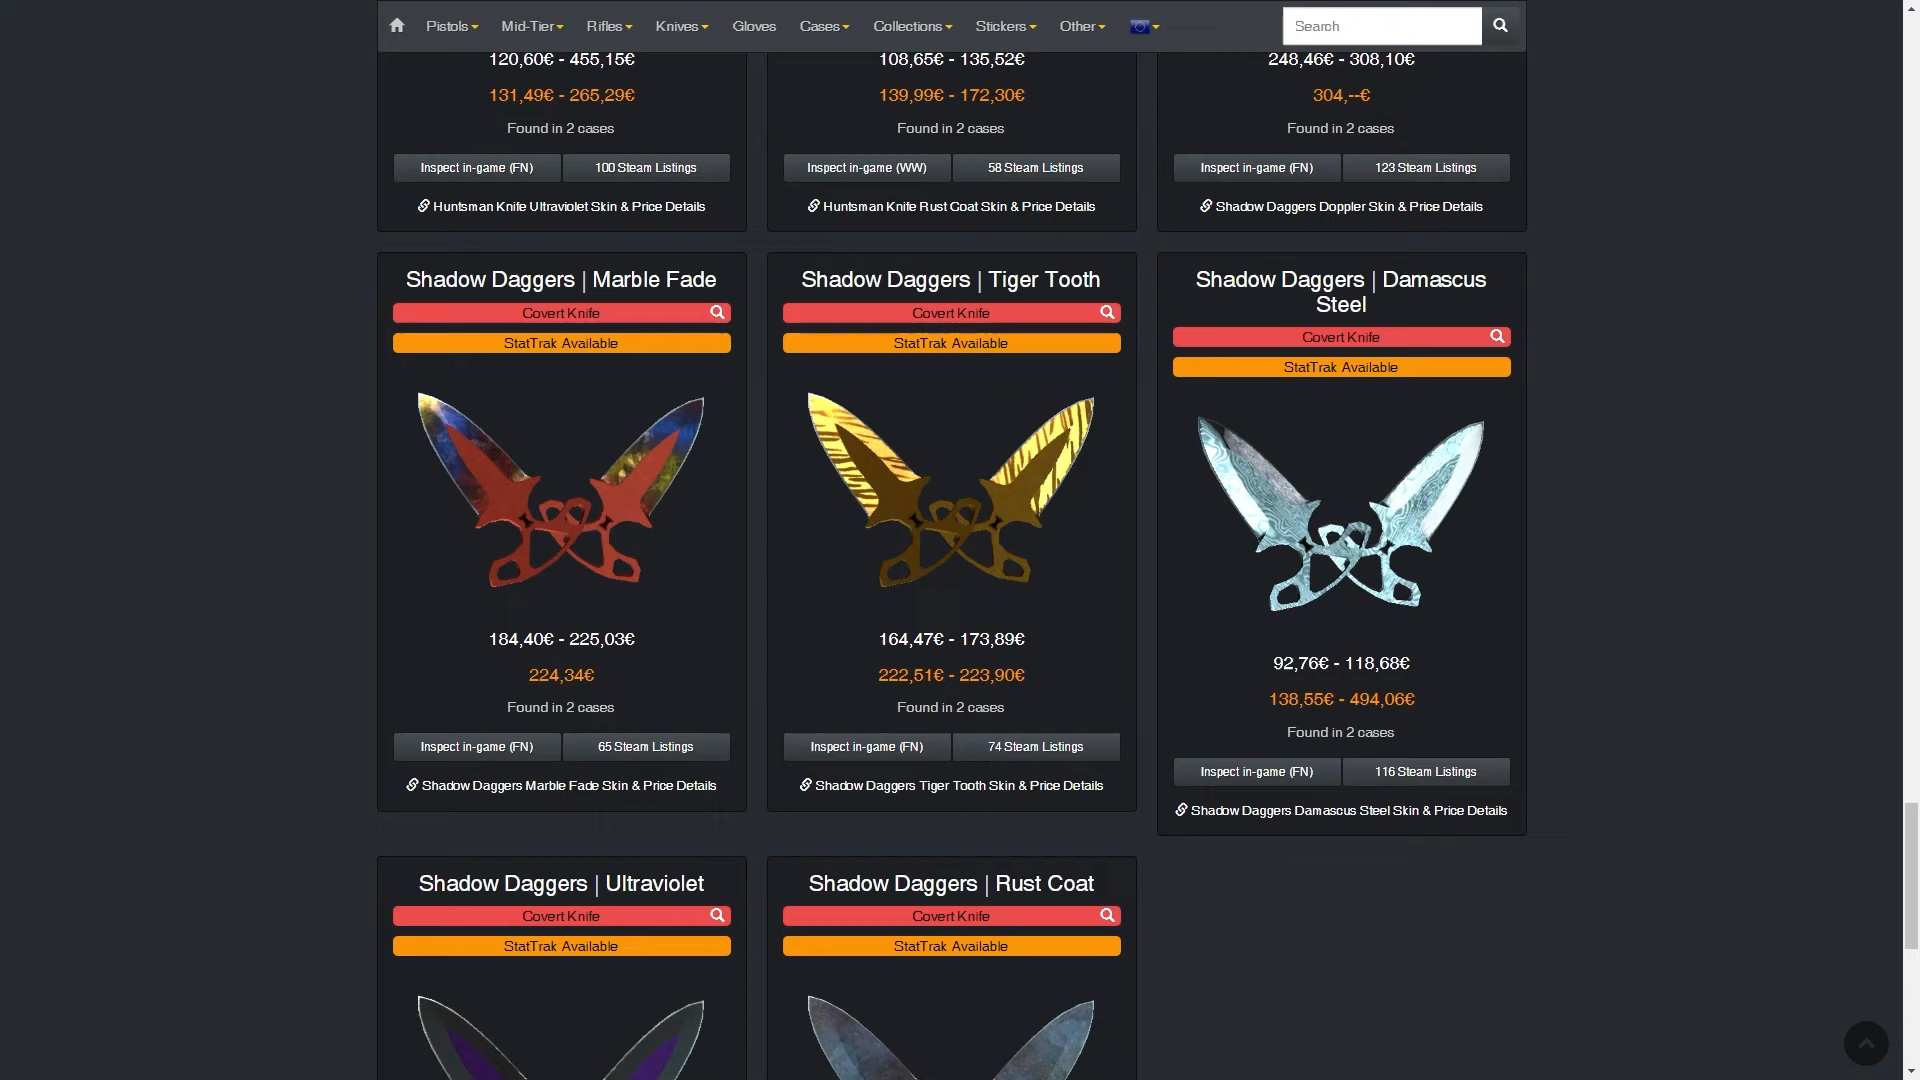 Pistols Mid-Tier Rifles Knives Gloves Cases Collections Stickers Other Search
120,60€ - 455,15€
131,49€ - 265,29€
Found in 2 cases
Inspect in-game (FN) 100 Steam Listings
Huntsman Knife Ultraviolet Skin & Price Details
108,65€ - 135,52€
139,99€ - 172,30€
Found in 2 cases
Inspect in-game (WW) 58 Steam Listings
Huntsman Knife Rust Coat Skin & Price Details
248,46€ - 308,10€
304,--€
Found in 2 cases
Inspect in-game (FN) 123 Steam Listings
Shadow Daggers Doppler Skin & Price Details
Shadow Daggers | Marble Fade
Covert Knife
StatTrak Available
184,40€ - 225,03€
224,34€
Found in 2 cases
Inspect in-game (FN) 65 Steam Listings
Shadow Daggers Marble Fade Skin & Price Details
Shadow Daggers | Tiger Tooth
Covert Knife
StatTrak Available
164,47€ - 173,89€
222,51€ - 223,90€
Found in 2 cases
Inspect in-game (FN) 74 Steam Listings
Shadow Daggers Tiger Tooth Skin & Price Details
Shadow Daggers | Damascus
Steel
Covert Knife
StatTrak Available
92,76€ - 118,68€
138,55€ - 494,06€
Found in 2 cases
Inspect in-game (FN) 116 Steam Listings
Shadow Daggers Damascus Steel Skin & Price Details
Shadow Daggers | Ultraviolet
Covert Knife
StatTrak Available
Shadow Daggers | Rust Coat
Covert Knife
StatTrak Available